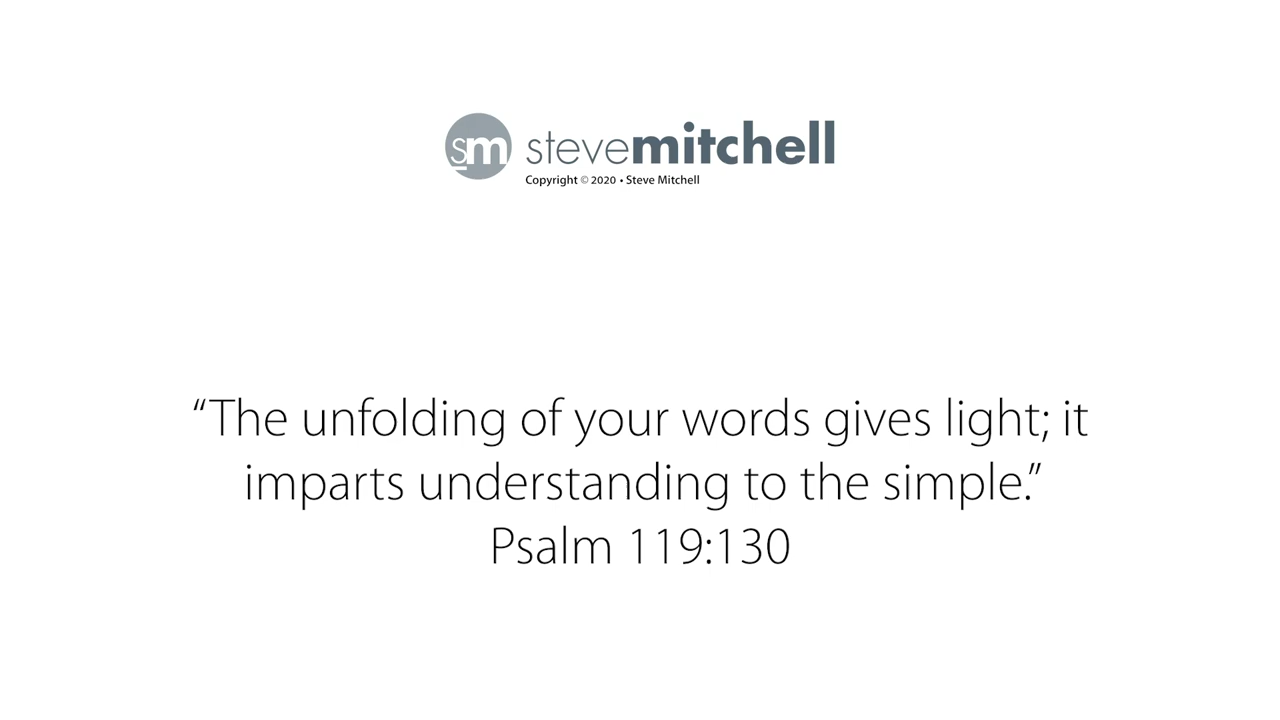 sm stevemitchell
Copyright © 2020 • Steve Mitchell
“The unfolding of your words gives light; it
imparts understanding to the simple.”
Psalm 119:130